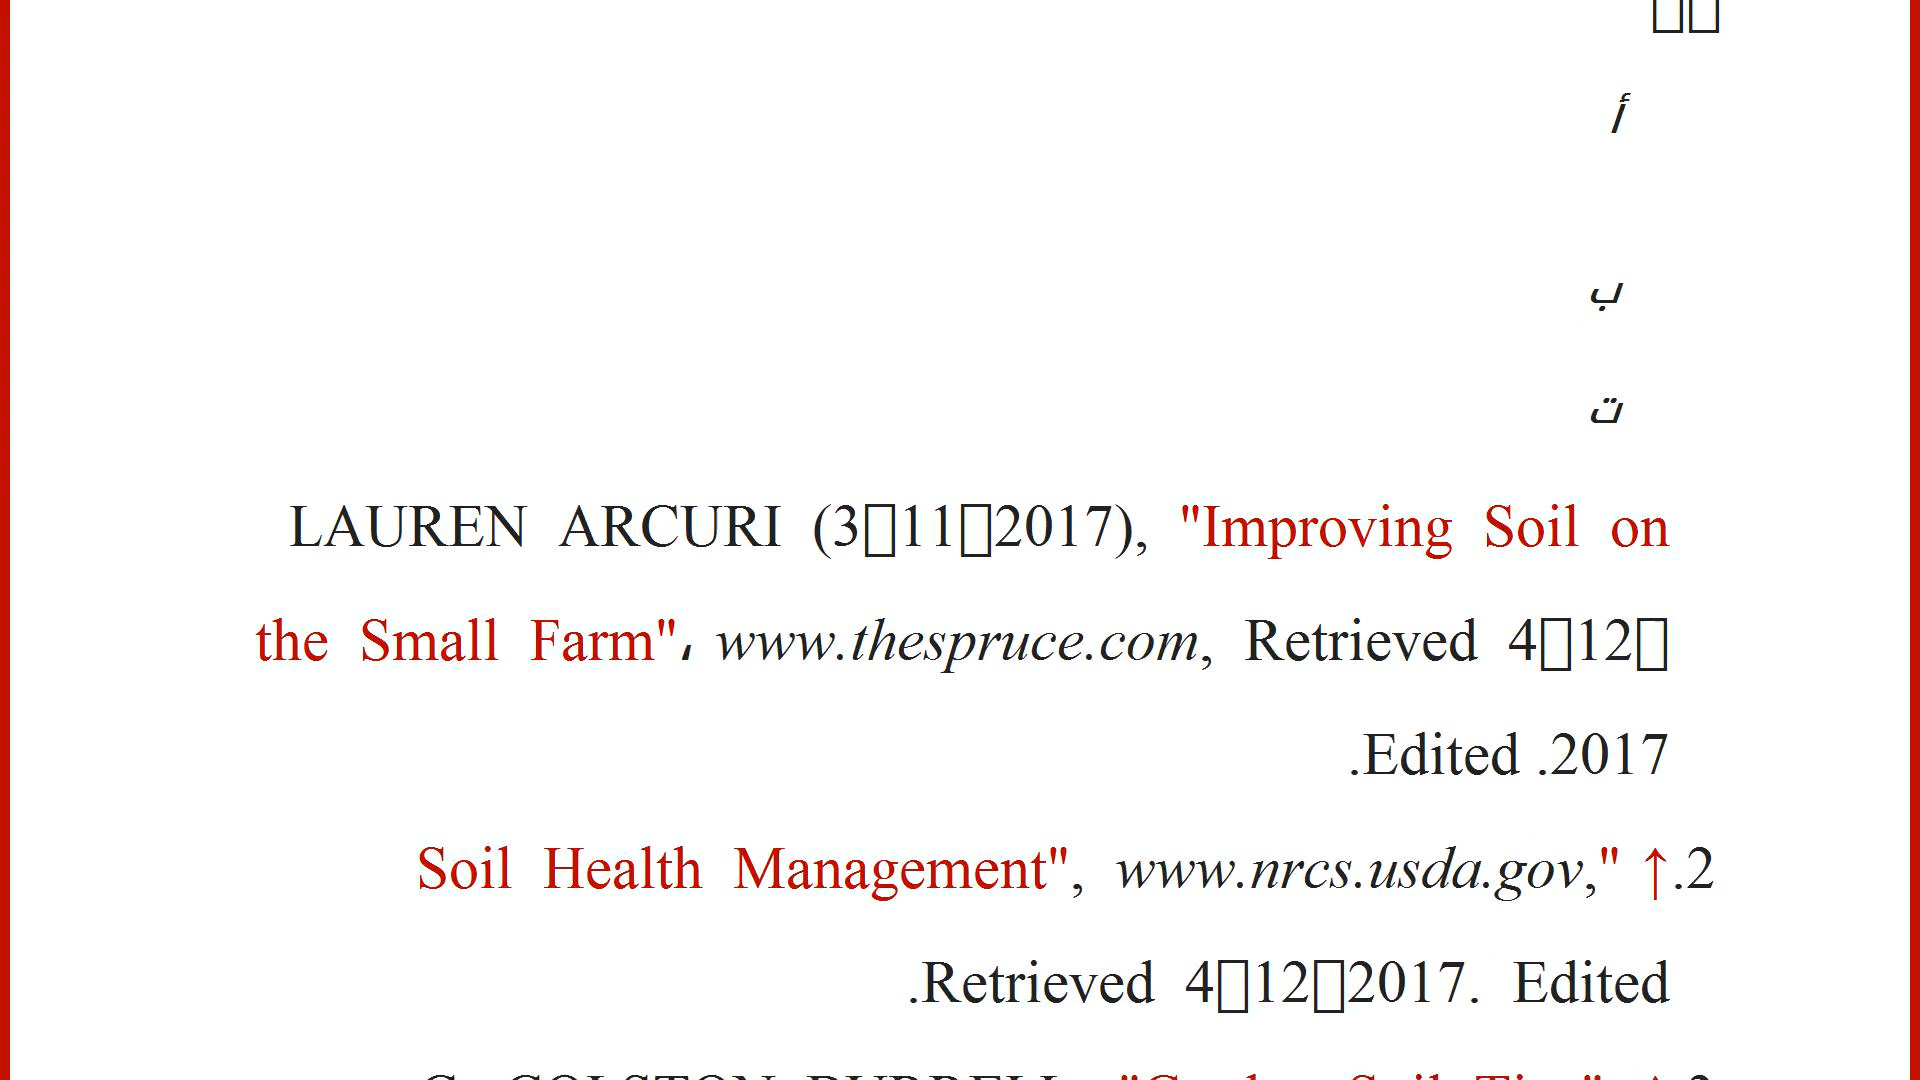 أ
ب
ت
LAUREN ARCURI (3▯11▯2017), "Improving Soil on
the Small Farm"، www.thespruce.com, Retrieved 4▯12▯
.Edited .2017
Soil Health Management", www.nrcs.usda.gov," ↑.2
.Retrieved 4▯12▯2017. Edited